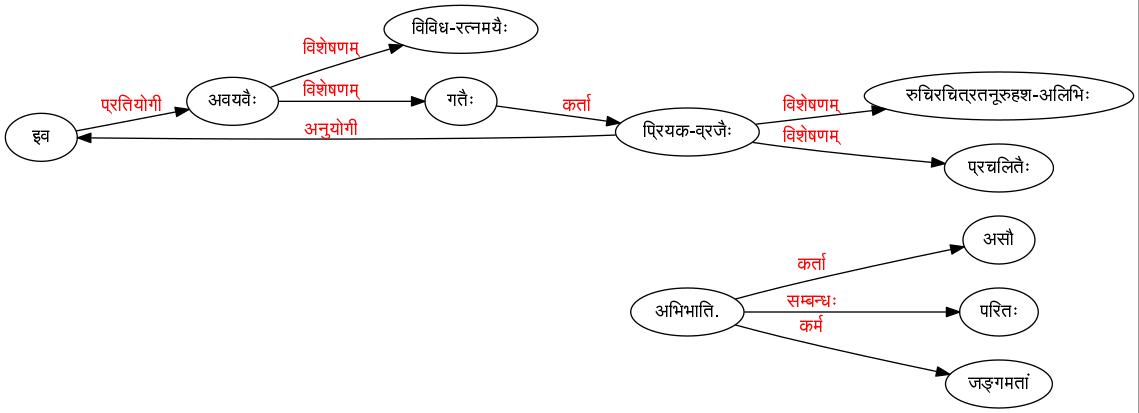 विविध-रत्नमयैः
विशेषणम्
प्रतियोगी
अवयवैः
विशेषणम्
गतैः
कर्ता
विशेषणम्
रुचिरचित्रतनूरुहश-अलिभिः
इव
अनुयोगी
प्रियक-व्रजैः
विशेषणम्
प्रचलितैः
असौ
कर्ता
अभिभाति.
सम्बन्धः
परितः
कर्म
जङ्गमतां